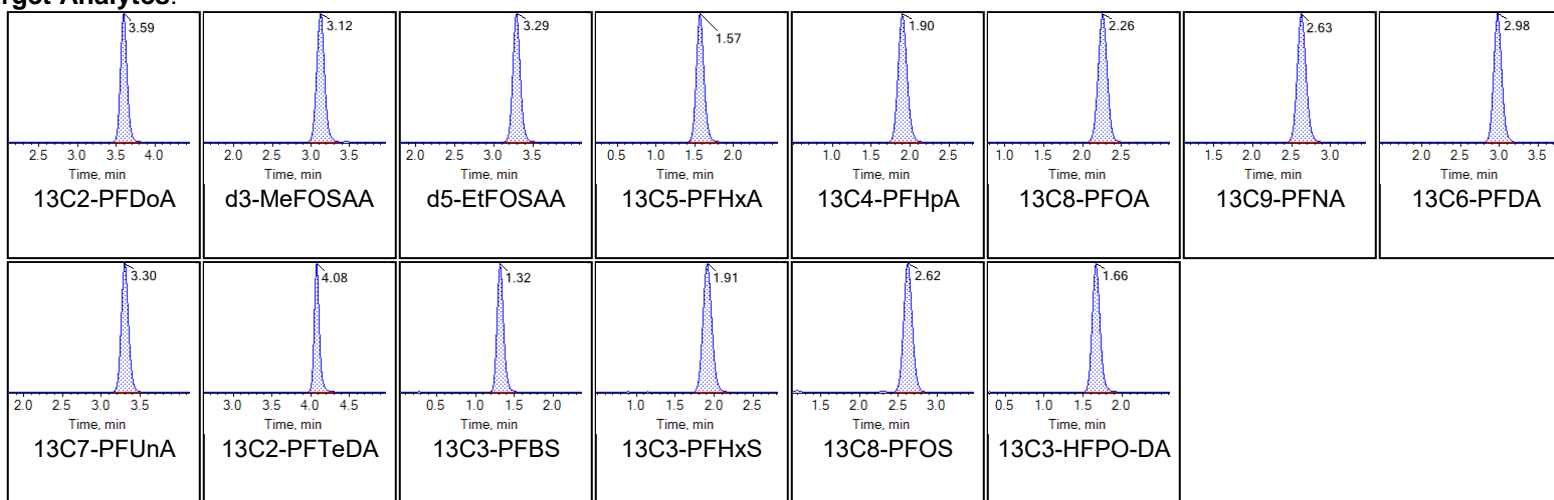 rget Analytes:
3.59
2.5 3.0 3.5 4.0
Time, min
13C2-PFDoA
3.12
2.0 2.5 3.0 3.5
Time, min
d3-MeFOSAA
3.29
2.0 2.5 3.0 3.5
Time, min
d5-EtFOSAA
1.57
0.5 1.0 1.5 2.0
Time, min
13C5-PFHxA
1.90
1.0 1.5 2.0 2.5
Time, min
13C4-PFHpA
2.26
1.0 1.5 2.0 2.5
Time, min
13C8-PFOA
2.63
1.5 2.0 2.5 3.0
Time, min
13C9-PFNA
2.98
2.0 2.5 3.0 3.5
Time, min
13C6-PFDA
3.30
2.0 2.5 3.0 3.5
Time, min
13C7-PFUnA
4.08
3.0 3.5 4.0 4.5
Time, min
13C2-PFTeDA
1.32
0.5 1.0 1.5 2.0
Time, min
13C3-PFBS
1.91
1.0 1.5 2.0 2.5
Time, min
13C3-PFHxS
2.62
1.5 2.0 2.5 3.0
Time, min
13C8-PFOS
1.66
0.5 1.0 1.5 2.0
Time, min
13C3-HFPO-DA